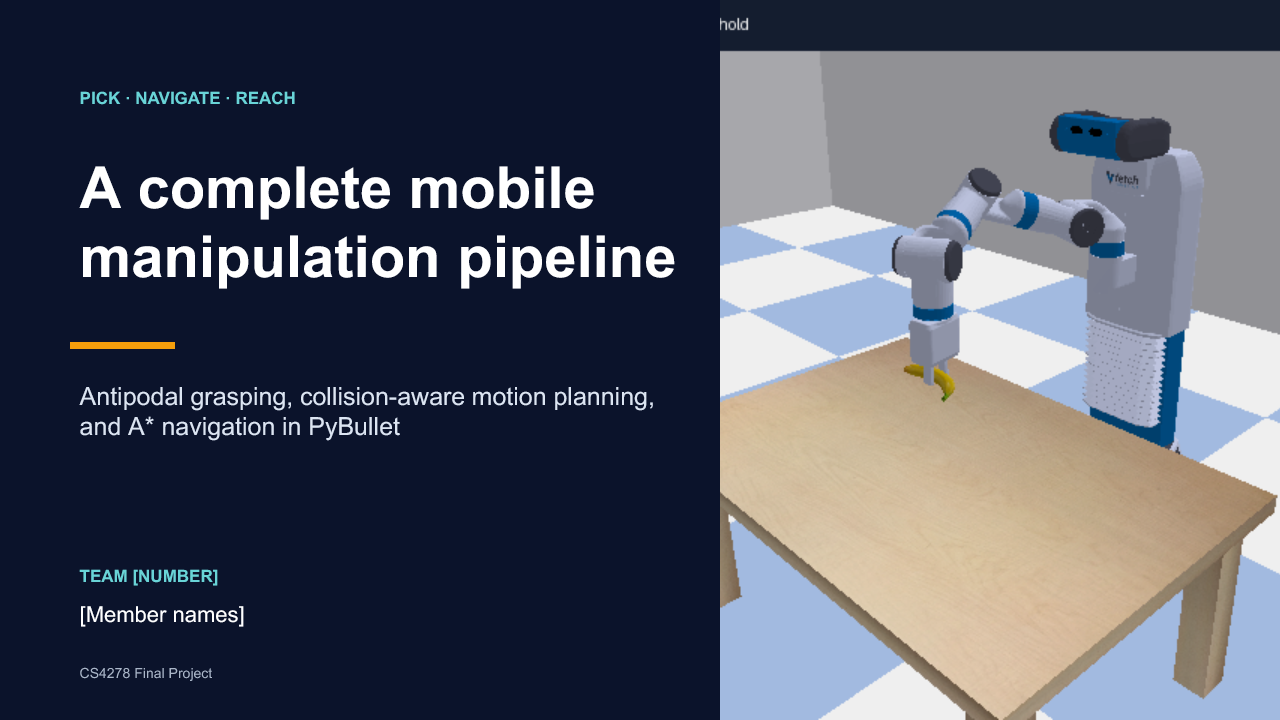 hold
PICK · NAVIGATE · REACH
A complete mobile
manipulation pipeline
fetch
Antipodal grasping, collision-aware motion planning,
and A* navigation in PyBullet
TEAM [NUMBER]
[Member names]
CS4278 Final Project